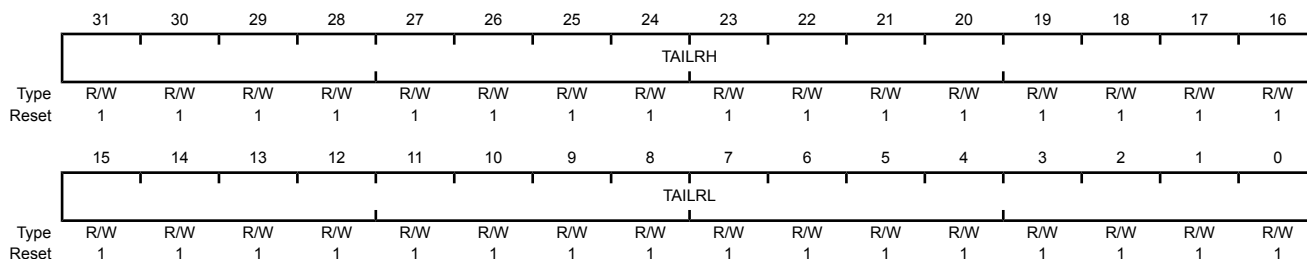 31 30 29 28 27 26 25 24 23 22 21 20 19 18 17 16
TAILRH
Type R/W R/W R/W R/W R/W R/W R/W R/W R/W R/W R/W R/W R/W R/W R/W R/W
Reset 1 1 1 1 1 1 1 1 1 1 1 1 1 1 1 1
15 14 13 12 11 10 9 8 7 6 5 4 3 2 1 0
TAILRL
Type R/W R/W R/W R/W R/W R/W R/W R/W R/W R/W R/W R/W R/W R/W R/W R/W
Reset 1 1 1 1 1 1 1 1 1 1 1 1 1 1 1 1